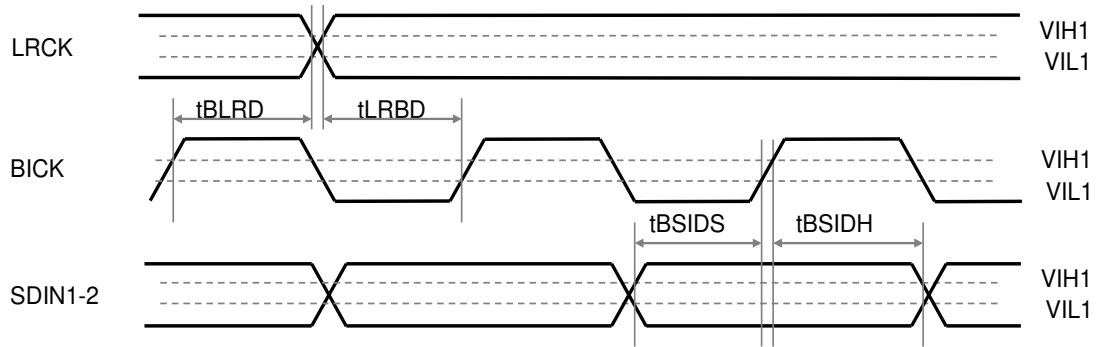 LRCK
VIH1
VIL1
tBLRD
tLRBD
BICK
VIH1
VIL1
tBSIDS
tBSIDH
SDIN1-2
VIH1
VIL1